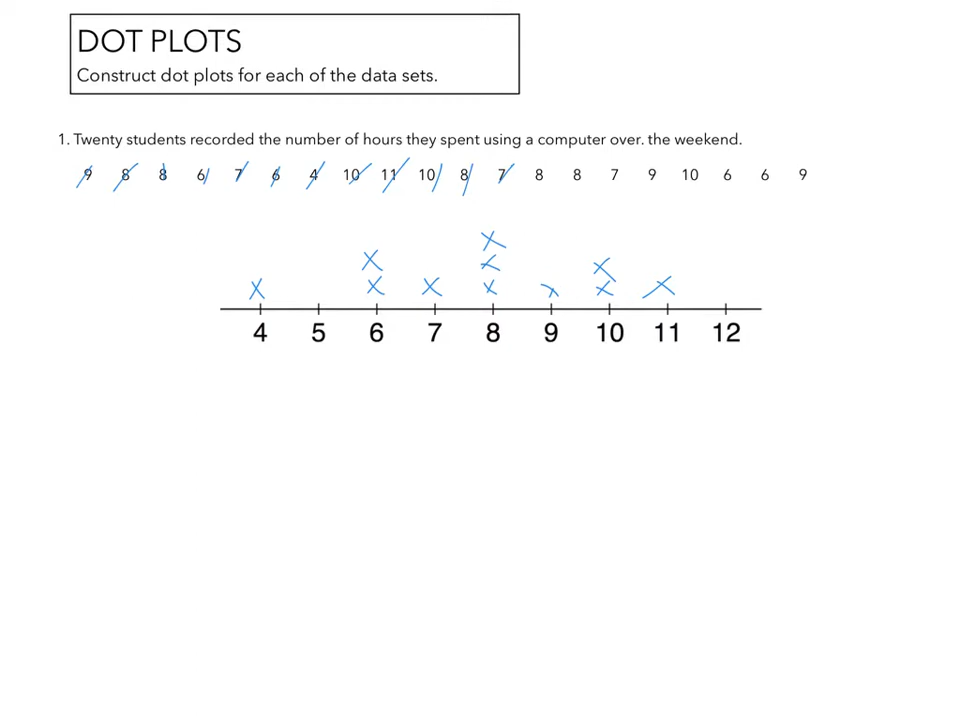 DOT PLOTS
Construct dot plots for each of the data sets.
1. Twenty students recorded the number of hours they spent using a computer over. the weekend.
9 8 8 6 7 6 4 10 11 10 8 7 8 8 7 9 10 6 6 9
X
X X X
X X X X X X X
4 5 6 7 8 9 10 11 12